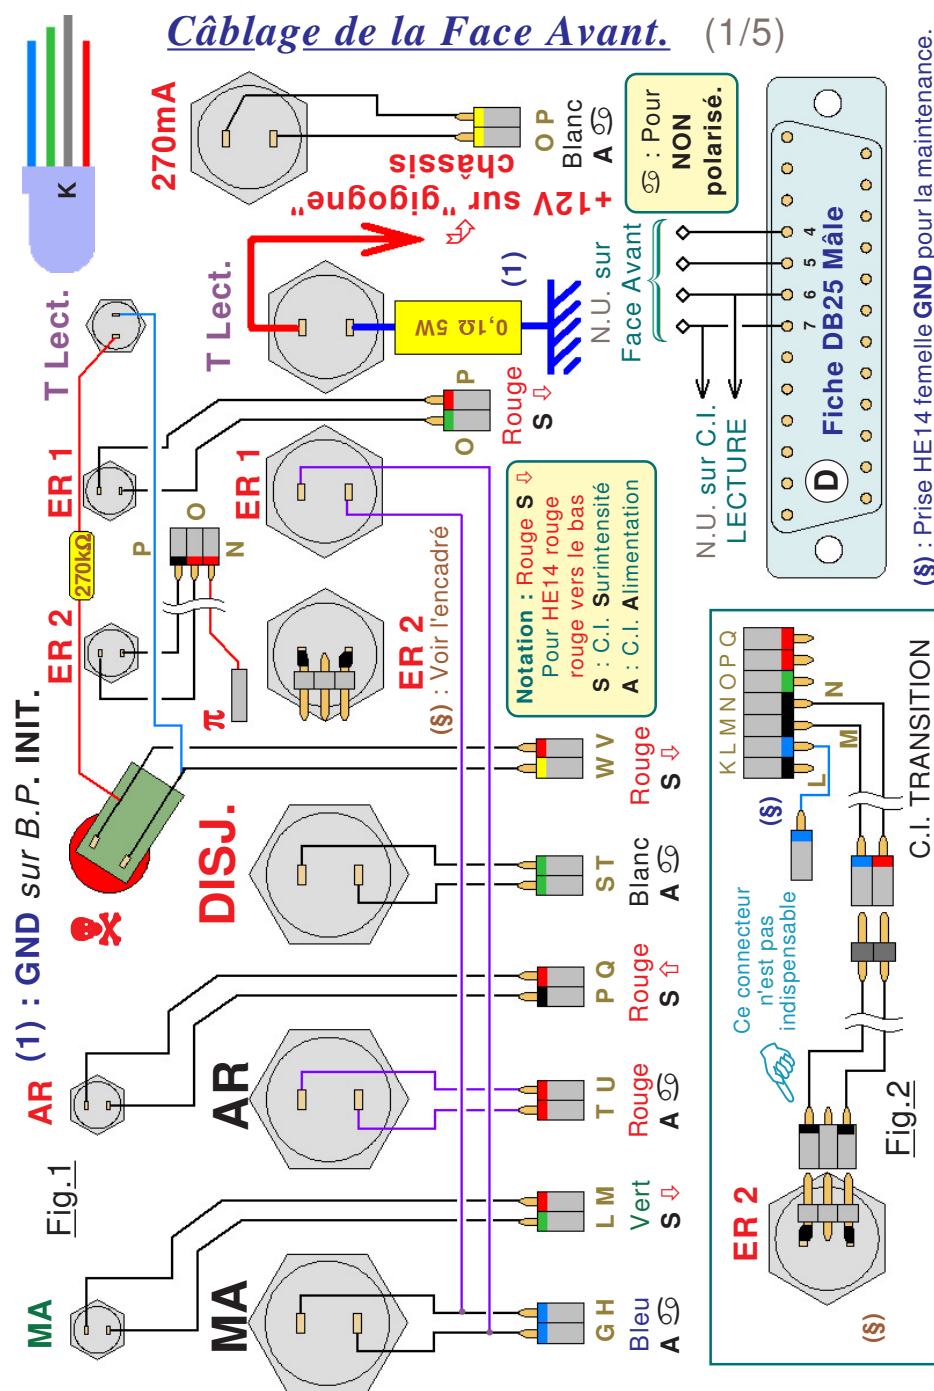 Câblage de la Face Avant. (1/5)
K
270mA
O P
Blanc
A ♋
♋ : Pour
NON
polarisé.
+12V sur "gigogne"
châssis
T Lect.
T Lect.
0,1Ω 5W
(1)
N.U. sur
Face Avant
4
5
6
7
Fiche DB25 Mâle
D
N.U. sur C.I.
LECTURE
(§) : Prise HE14 femelle GND pour la maintenance.
ER 1
270kΩ
ER 2
P
O
N
π
O P
Rouge
S ⇩
ER 1
ER 2
(§) : Voir l'encadré
Notation : Rouge S ⇩
Pour HE14 rouge
rouge vers le bas
S : C.I. Surintensité
A : C.I. Alimentation
(1) : GND sur B.P. INIT.
W V
Rouge
S ⇩
DISJ.
S T
Blanc
A ♋
AR
P Q
Rouge
S ⇧
AR
T U
Rouge
A ♋
Fig.1
MA
L M
Vert
S ⇩
MA
G H
Bleu
A ♋
K L M N O P Q
N
M
L
(§)
C.I. TRANSITION
Ce connecteur
n'est pas
indispensable
ER 2
(§)
Fig.2